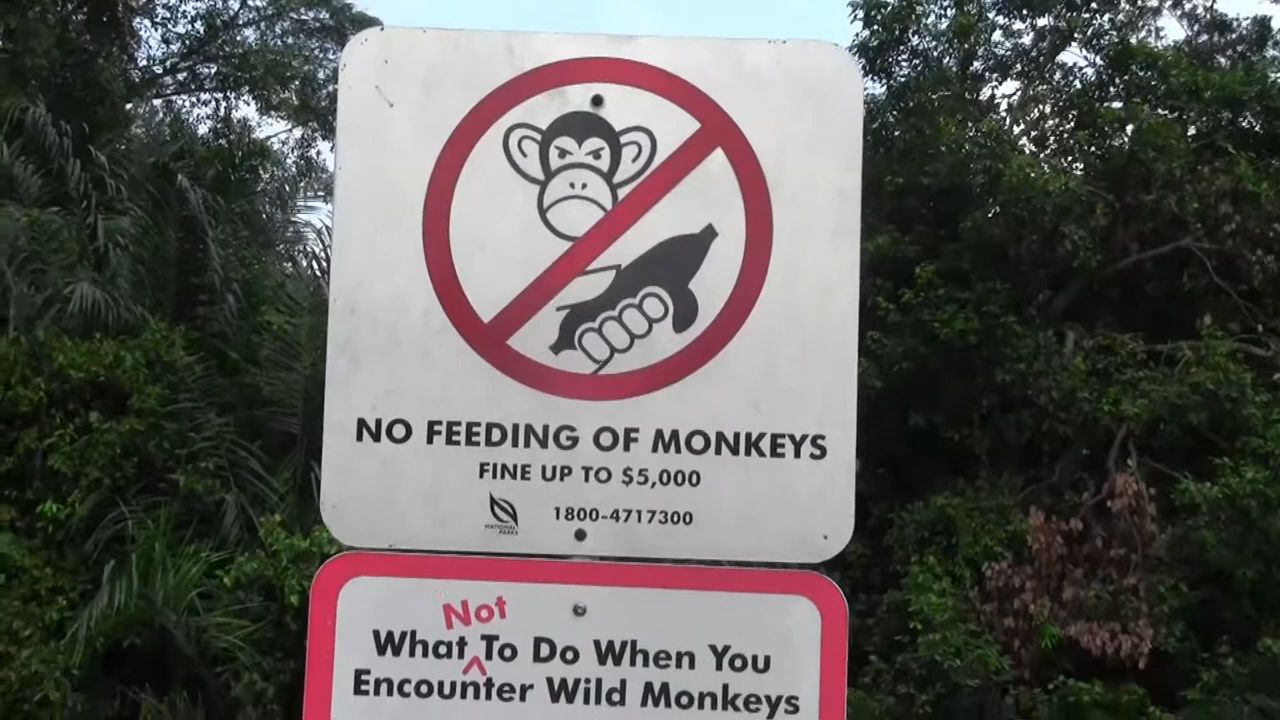 NO FEEDING OF MONKEYS
FINE UP TO $5,000
NATIONAL
PARKS
1800-4717300
Not
What To Do When You
Encounter Wild Monkeys